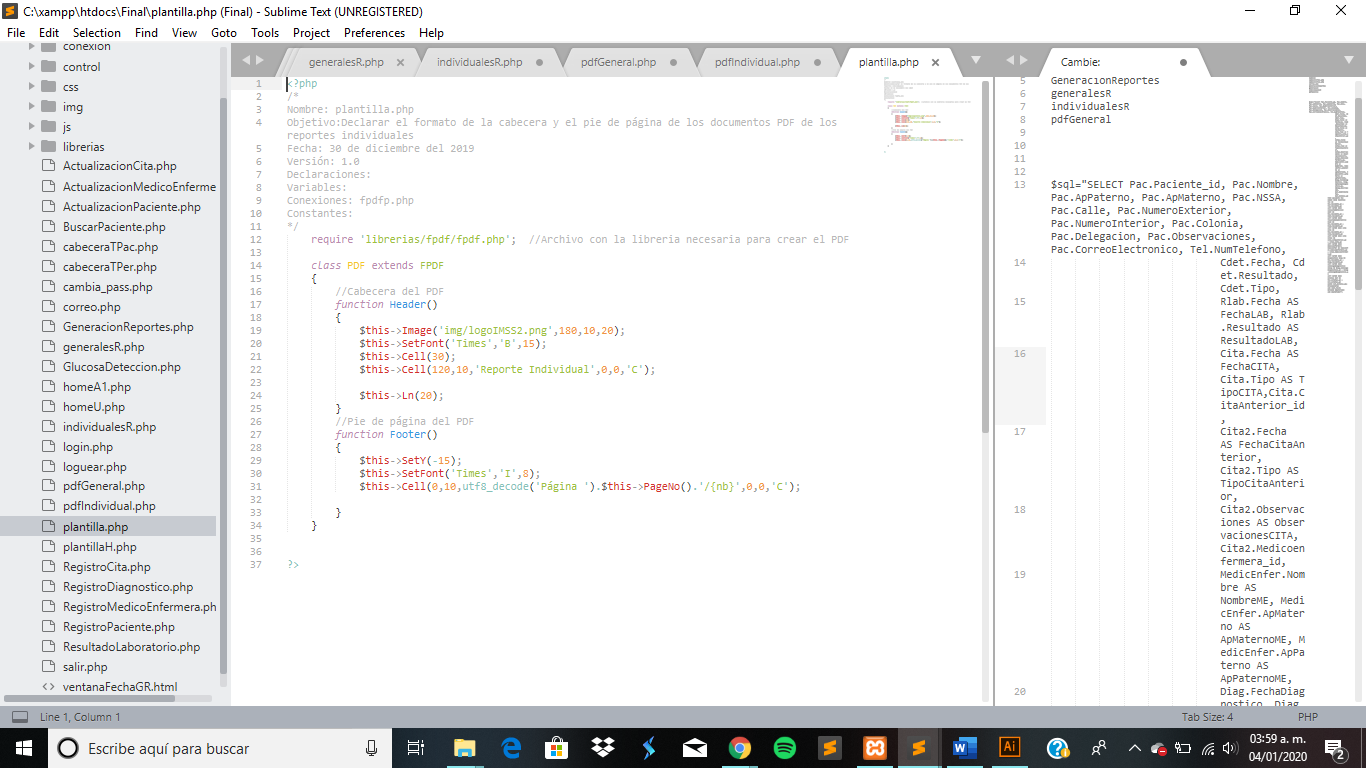 C:\xampp\htdocs\Final\plantilla.php (Final) - Sublime Text (UNREGISTERED)
File Edit Selection Find View Goto Tools Project Preferences Help
conexion
control
css
img
js
librerias
ActualizacionCita.php
ActualizacionMedicoEnferme
ActualizacionPaciente.php
BuscarPaciente.php
cabeceraTPac.php
cabeceraTPer.php
cambia_pass.php
correo.php
GeneracionReportes.php
generalesR.php
GlucosaDeteccion.php
homeA1.php
homeU.php
individualesR.php
login.php
loguear.php
pdfGeneral.php
pdfIndividual.php
plantilla.php
plantillaH.php
RegistroCita.php
RegistroDiagnostico.php
RegistroMedicoEnfermera.ph
RegistroPaciente.php
ResultadoLaboratorio.php
salir.php
ventanaFechaGR.html
generalesR.php individualesR.php pdfGeneral.php pdfIndividual.php plantilla.php
1 <?php
2 /*
3 Nombre: plantilla.php
4 Objetivo:Declarar el formato de la cabecera y el pie de página de los documentos PDF de los
reportes individuales
5 Fecha: 30 de diciembre del 2019
6 Versión: 1.0
7 Declaraciones:
8 Variables:
9 Conexiones: fpdfp.php
10 Constantes:
11 */
12 require 'librerias/fpdf/fpdf.php'; //Archivo con la libreria necesaria para crear el PDF
13
14 class PDF extends FPDF
15 {
16 //Cabecera del PDF
17 function Header()
18 {
19 $this->Image('img/logoIMSS2.png',180,10,20);
20 $this->SetFont('Times','B',15);
21 $this->Cell(30);
22 $this->Cell(120,10,'Reporte Individual',0,0,'C');
23
24 $this->Ln(20);
25 }
26 //Pie de página del PDF
27 function Footer()
28 {
29 $this->SetY(-15);
30 $this->SetFont('Times','I',8);
31 $this->Cell(0,10,utf8_decode('Página ').$this->PageNo().'/{nb}',0,0,'C');
32
33 }
34 }
35
36
37 ?>
Cambie:
5 GeneracionReportes
6 generalesR
7 individualesR
8 pdfGeneral
9
10
11
12
13 $sql="SELECT Pac.Paciente_id, Pac.Nombre,
Pac.ApPaterno, Pac.ApMaterno, Pac.NSSA,
Pac.Calle, Pac.NumeroExterior,
Pac.NumeroInterior, Pac.Colonia,
Pac.Delegacion, Pac.Observaciones,
Pac.CorreoElectronico, Tel.NumTelefono,
14 Cdet.Fecha, Cd
et.Resultado,
Cdet.Tipo,
15 Rlab.Fecha AS
FechaLAB, Rlab
.Resultado AS
ResultadoLAB,
16 Cita.Fecha AS
FechaCITA,
Cita.Tipo AS T
ipoCITA,Cita.C
itaAnterior_id
,
17 Cita2.Fecha
AS FechaCitaAn
terior,
Cita2.Tipo AS
TipoCitaAnteri
or,
18 Cita2.Observac
iones AS Obser
vacionesCITA,
Cita2.Medicoen
fermera_id,
19 MedicEnfer.Nom
bre AS
NombreME, Medi
cEnfer.ApMater
no AS
ApMaternoME, M
edicEnfer.ApPa
terno AS
ApPaternoME,
20 Diag.FechaDiag
nostico, Diag
Line 1, Column 1
Tab Size: 4 PHP
Escribe aquí para buscar
03:59 a. m.
04/01/2020
2